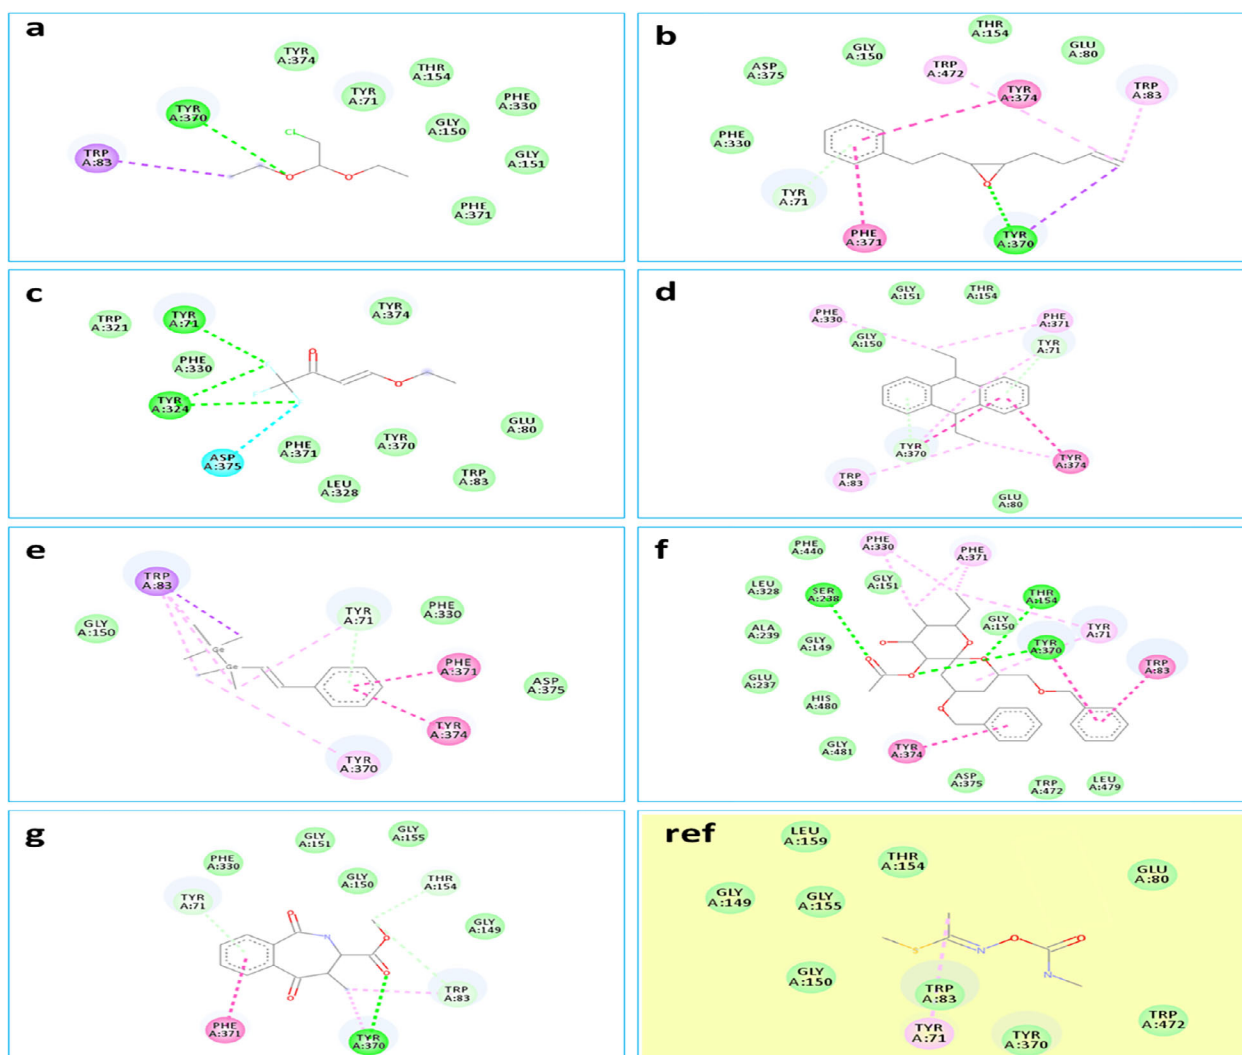 a
TYR
A:374
THR
A:154
TYR
A:71
PHE
A:330
TYR
A:370
GLY
A:150
Cl
TRP
A:83
GLY
A:151
O
O
PHE
A:371
b
THR
A:154
GLY
A:150
GLU
A:80
ASP
A:375
TRP
A:472
TYR
A:374
TRP
A:83
PHE
A:330
TYR
A:71
O
PHE
A:371
TYR
A:370
c
TYR
A:71
TYR
A:374
TRP
A:321
O
PHE
A:330
O
TYR
A:324
GLU
A:80
PHE
A:371
TYR
A:370
ASP
A:375
TRP
A:83
LEU
A:328
d
GLY
A:151
THR
A:154
PHE
A:330
PHE
A:371
GLY
A:150
TYR
A:71
TYR
A:370
TYR
A:374
TRP
A:83
GLU
A:80
e
TRP
A:83
TYR
A:71
PHE
A:330
GLY
A:150
Ge
Ge
PHE
A:371
ASP
A:375
TYR
A:374
TYR
A:370
f
PHE
A:440
PHE
A:330
PHE
A:371
LEU
A:328
SER
A:238
GLY
A:151
THR
A:154
ALA
A:239
GLY
A:149
GLY
A:150
TYR
A:71
O
O
TYR
A:370
O
O
O
TRP
A:83
GLU
A:237
HIS
A:480
O
O
GLY
A:481
TYR
A:374
ASP
A:375
TRP
A:472
LEU
A:479
g
GLY
A:151
GLY
A:155
PHE
A:330
GLY
A:150
THR
A:154
TYR
A:71
O
N
O
GLY
A:149
O
O
TRP
A:83
PHE
A:371
TYR
A:370
ref
LEU
A:159
THR
A:154
GLU
A:80
GLY
A:149
GLY
A:155
S
N
O
O
N
GLY
A:150
TRP
A:83
TYR
A:71
TYR
A:370
TRP
A:472